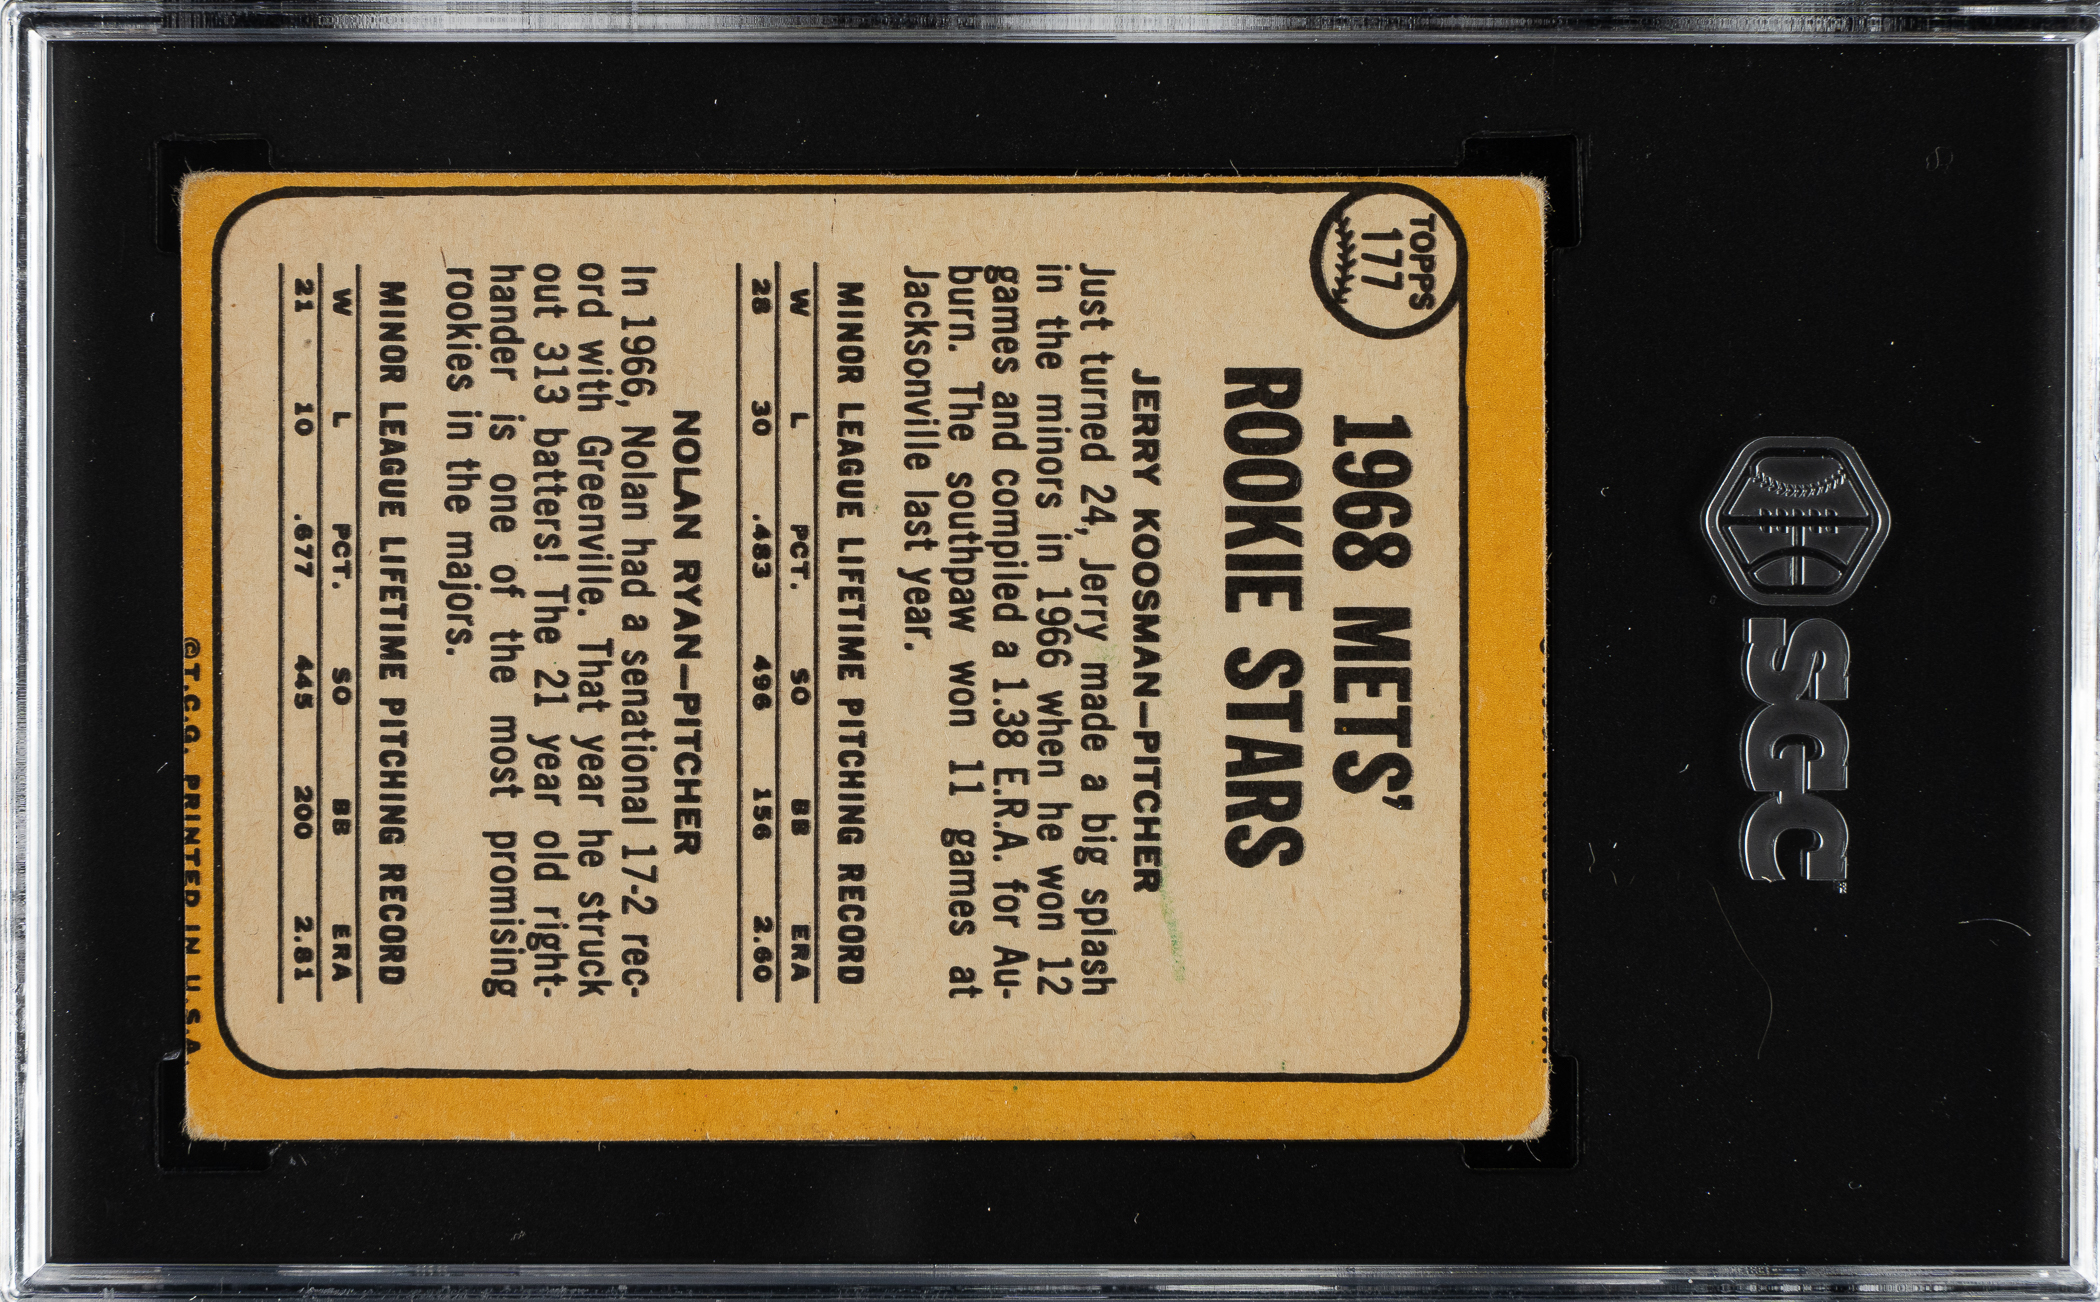 TOPPS
177
1968 METS'
ROOKIE STARS
JERRY KOOSMAN—PITCHER
Just turned 24, Jerry made a big splash
in the minors in 1966 when he won 12
games and compiled a 1.38 E.R.A. for Au-
burn. The southpaw won 11 games at
Jacksonville last year.
MINOR LEAGUE LIFETIME PITCHING RECORD
W L PCT. SO BB ERA
28 30 .483 496 156 2.60
NOLAN RYAN—PITCHER
In 1966, Nolan had a senational 17-2 rec-
ord with Greenville. That year he struck
out 313 batters! The 21 year old right-
hander is one of the most promising
rookies in the majors.
MINOR LEAGUE LIFETIME PITCHING RECORD
W L PCT. SO BB ERA
21 10 .677 445 200 2.81
©T.C.G. PRINTED IN U.S.A.
SGC